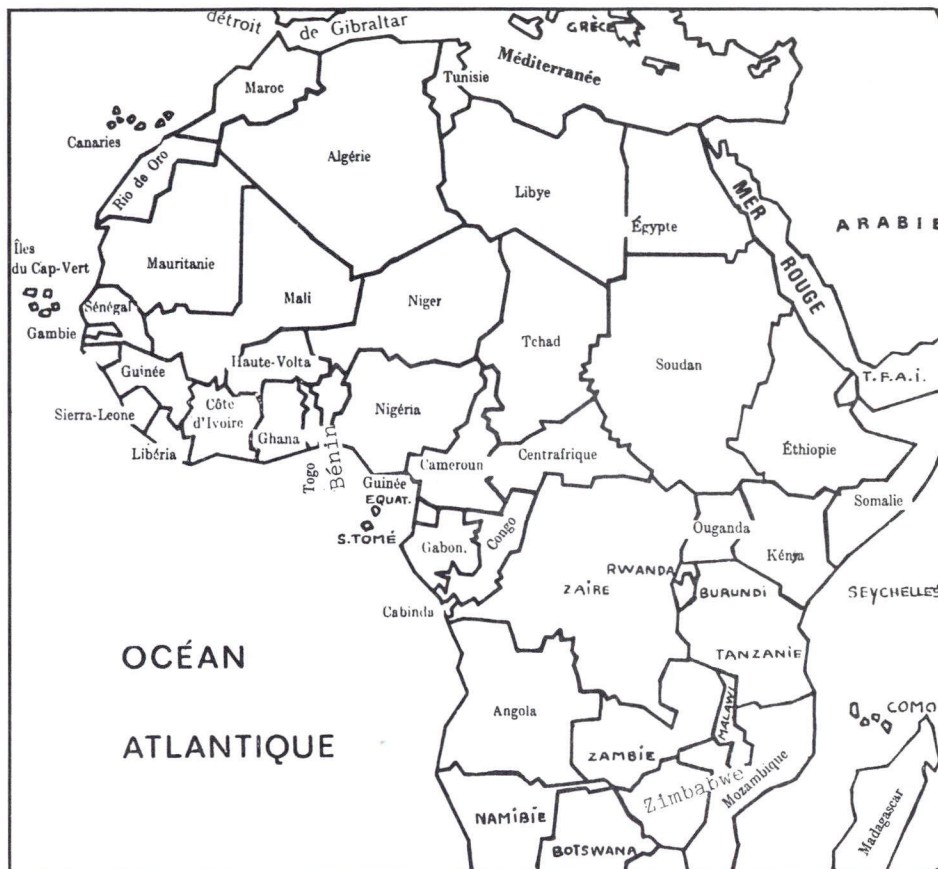 détroit de Gibraltar
GRÈCE
Méditerranée
Tunisie
Maroc
Canaries
Algérie
Rio de Oro
Libye
Égypte
MER
ROUGE
ARABIE
Îles
du Cap-Vert
Mauritanie
Mali
Niger
Sénégal
Gambie
Tchad
Soudan
Haute-Volta
Guinée
T.F.A.I.
Côte
d'Ivoire
Nigéria
Sierra-Leone
Ghana
Libéria
Togo
Bénin
Cameroun
Centrafrique
Éthiopie
Guinée
EQUAT.
Somalie
S.TOMÉ
Gabon.
Congo
Ouganda
Kénya
RWANDA
ZAIRE
BURUNDI
SEYCHELLES
Cabinda
TANZANIE
OCÉAN
ATLANTIQUE
Angola
MALAWI
COMO
ZAMBIE
Zimbabwe
Mozambique
Madagascar
NAMIBIE
BOTSWANA